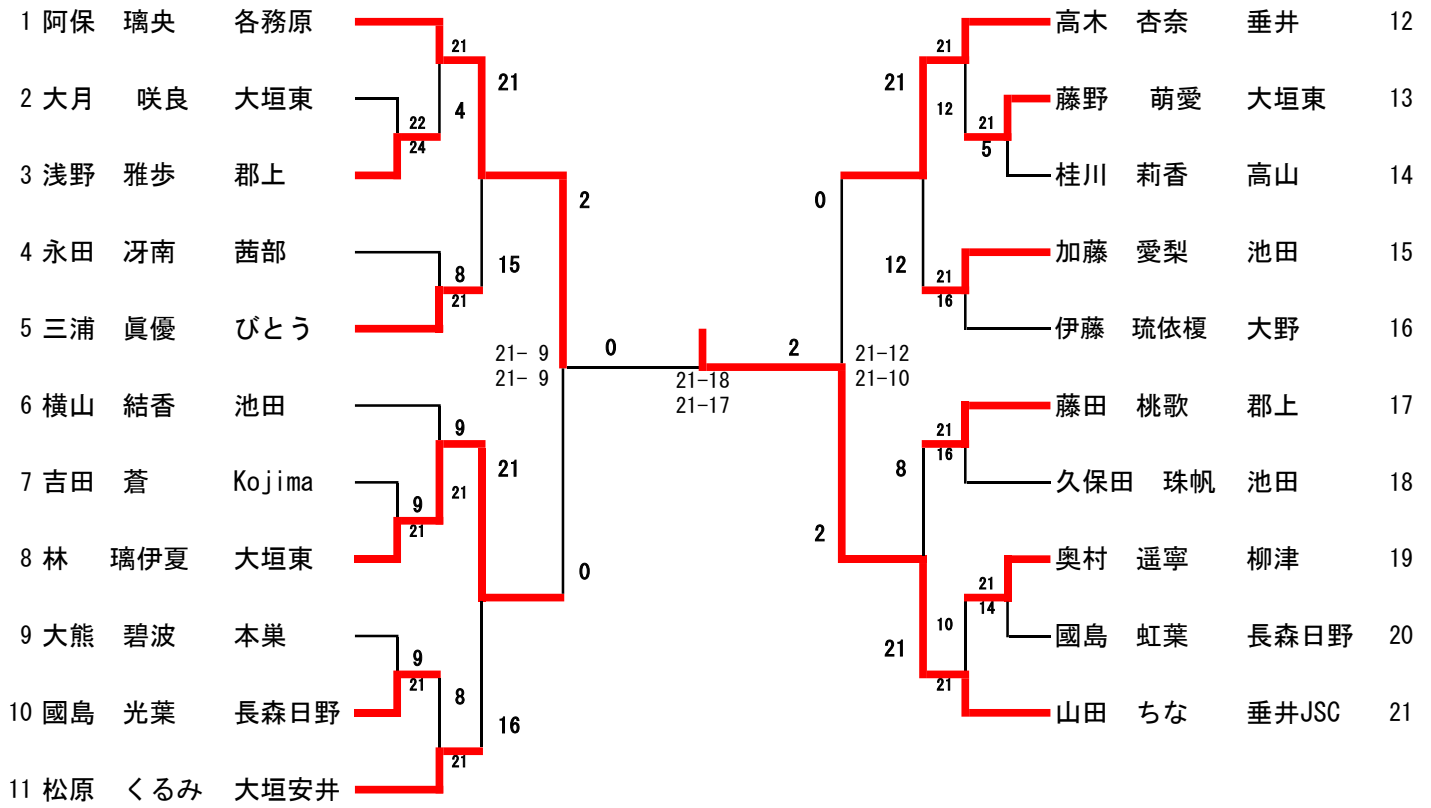 1 阿保 璃央 各務原
2 大月 咲良 大垣東
3 浅野 雅歩 郡上
4 永田 冴南 茜部
5 三浦 眞優 びとう
6 横山 結香 池田
7 吉田 蒼 Kojima
8 林 璃伊夏 大垣東
9 大熊 碧波 本巣
10 國島 光葉 長森日野
11 松原 くるみ 大垣安井
21
4
22
24
21
8
21
15
2
21- 9
21- 9
0
9
21
9
21
21
0
9
21
8
21
16
21-18
21-17
2
21
21
12
21
5
0
12
21
16
21-12
21-10
21
16
8
2
21
14
10
21
21
高木 杏奈 垂井 12
藤野 萌愛 大垣東 13
桂川 莉香 高山 14
加藤 愛梨 池田 15
伊藤 琉依榎 大野 16
藤田 桃歌 郡上 17
久保田 珠帆 池田 18
奥村 遥寧 柳津 19
國島 虹葉 長森日野 20
山田 ちな 垂井JSC 21